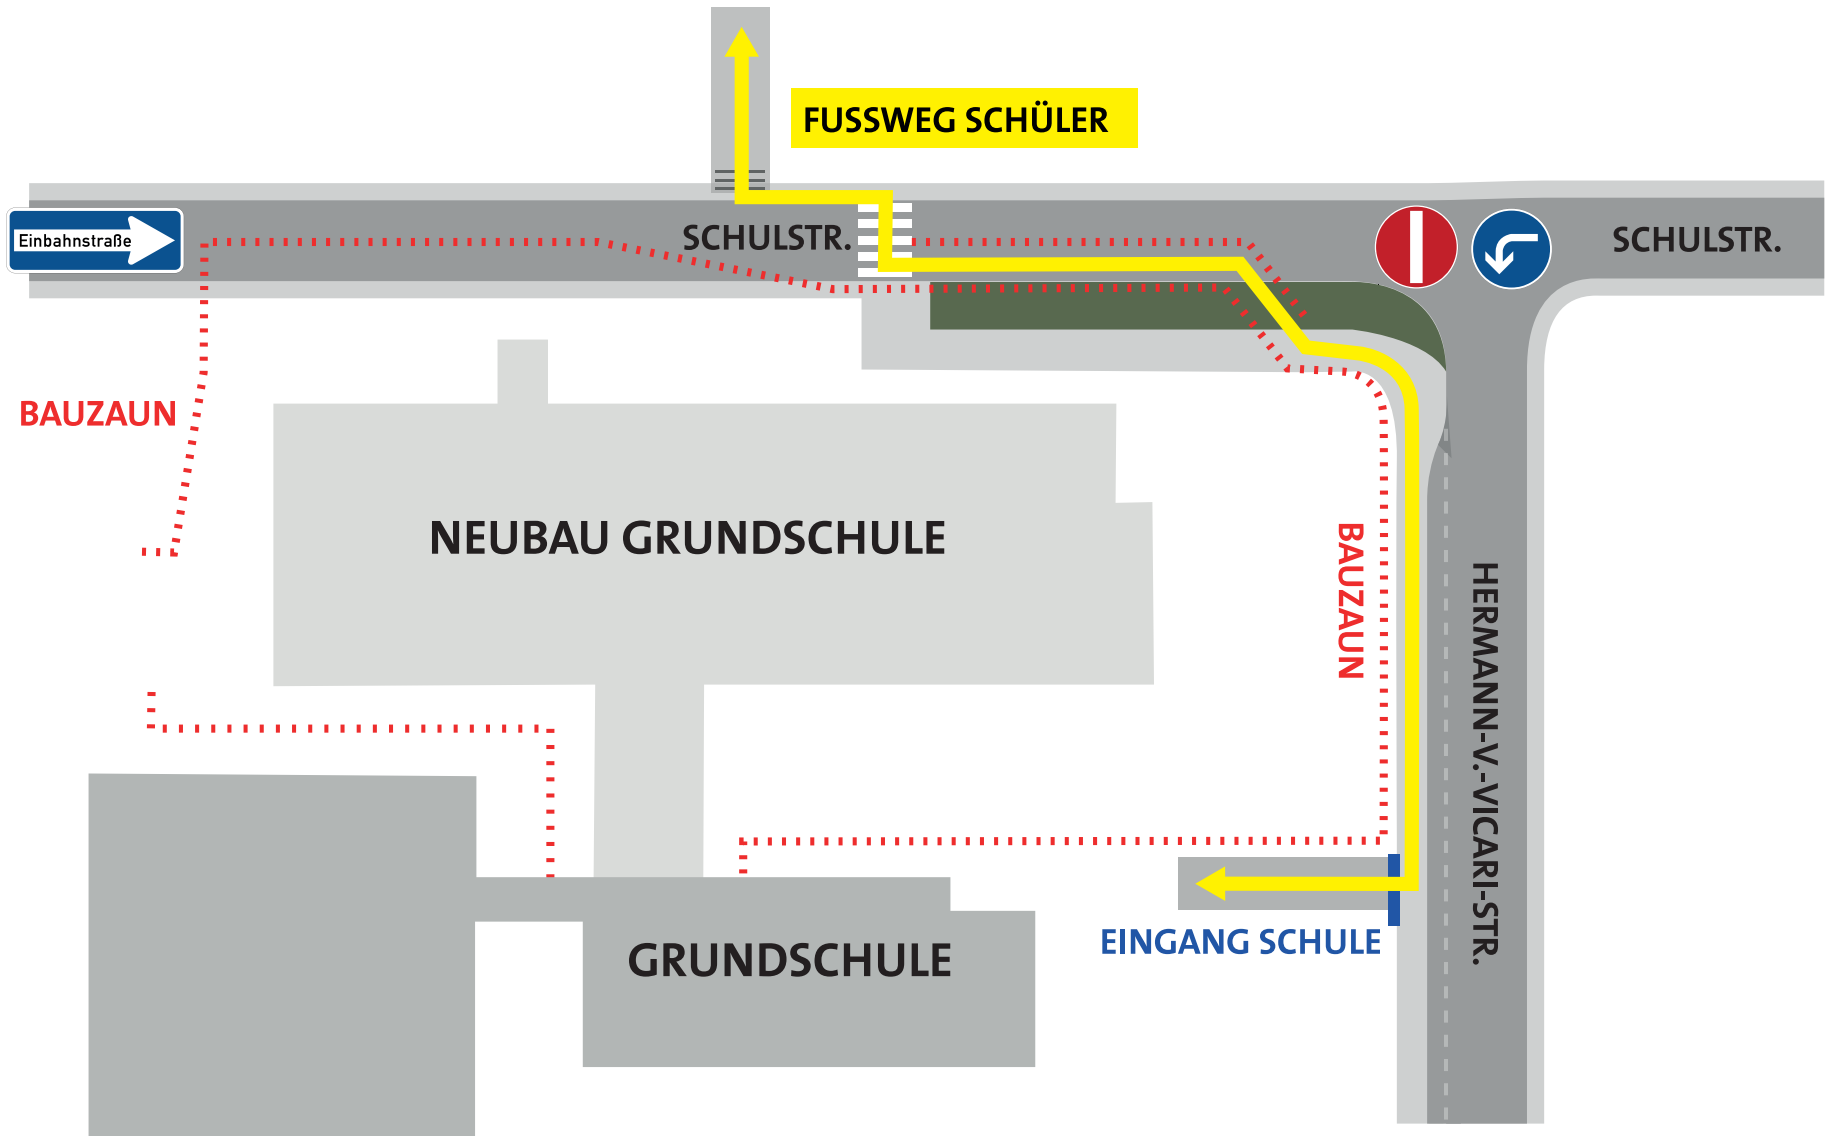 FUSSWEG SCHÜLER
Einbahnstraße
SCHULSTR.
SCHULSTR.
BAUZAUN
NEUBAU GRUNDSCHULE
BAUZAUN
HERMANN-V.-VICARI-STR.
EINGANG SCHULE
GRUNDSCHULE